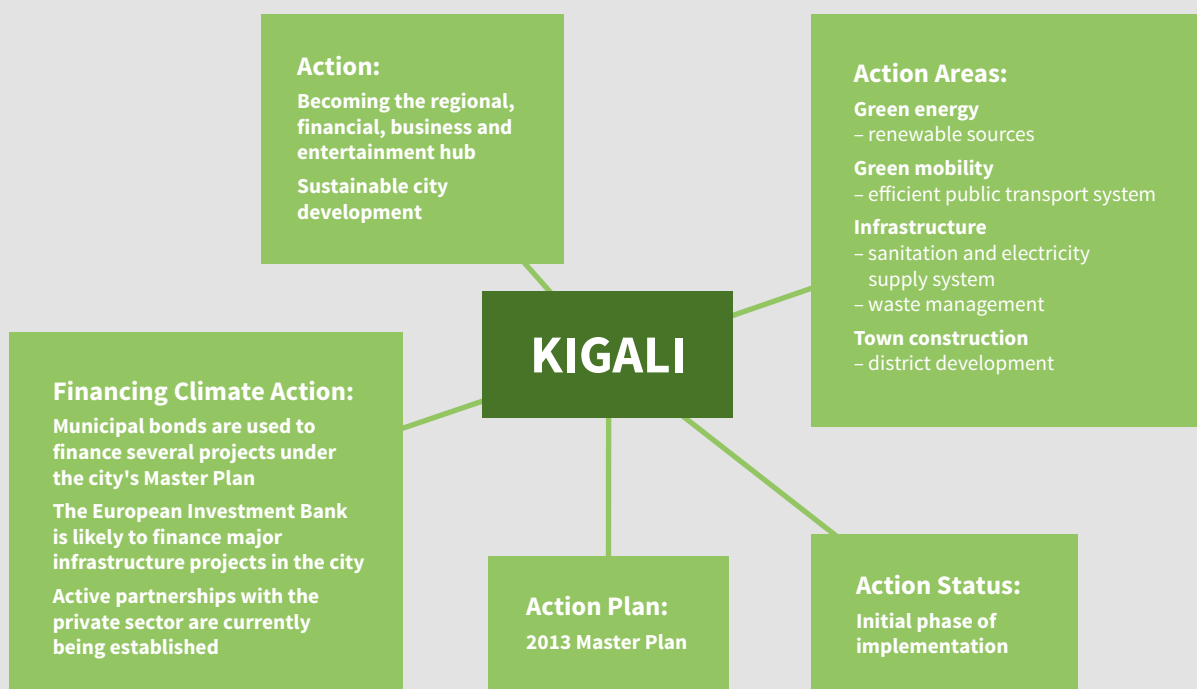 Action:
Becoming the regional,
financial, business and
entertainment hub
Sustainable city
development
Action Areas:
Green energy
– renewable sources
Green mobility
– efficient public transport system
Infrastructure
– sanitation and electricity
supply system
– waste management
Town construction
– district development
KIGALI
Financing Climate Action:
Municipal bonds are used to
finance several projects under
the city's Master Plan
The European Investment Bank
is likely to finance major
infrastructure projects in the city
Active partnerships with the
private sector are currently
being established
Action Plan:
2013 Master Plan
Action Status:
Initial phase of
implementation